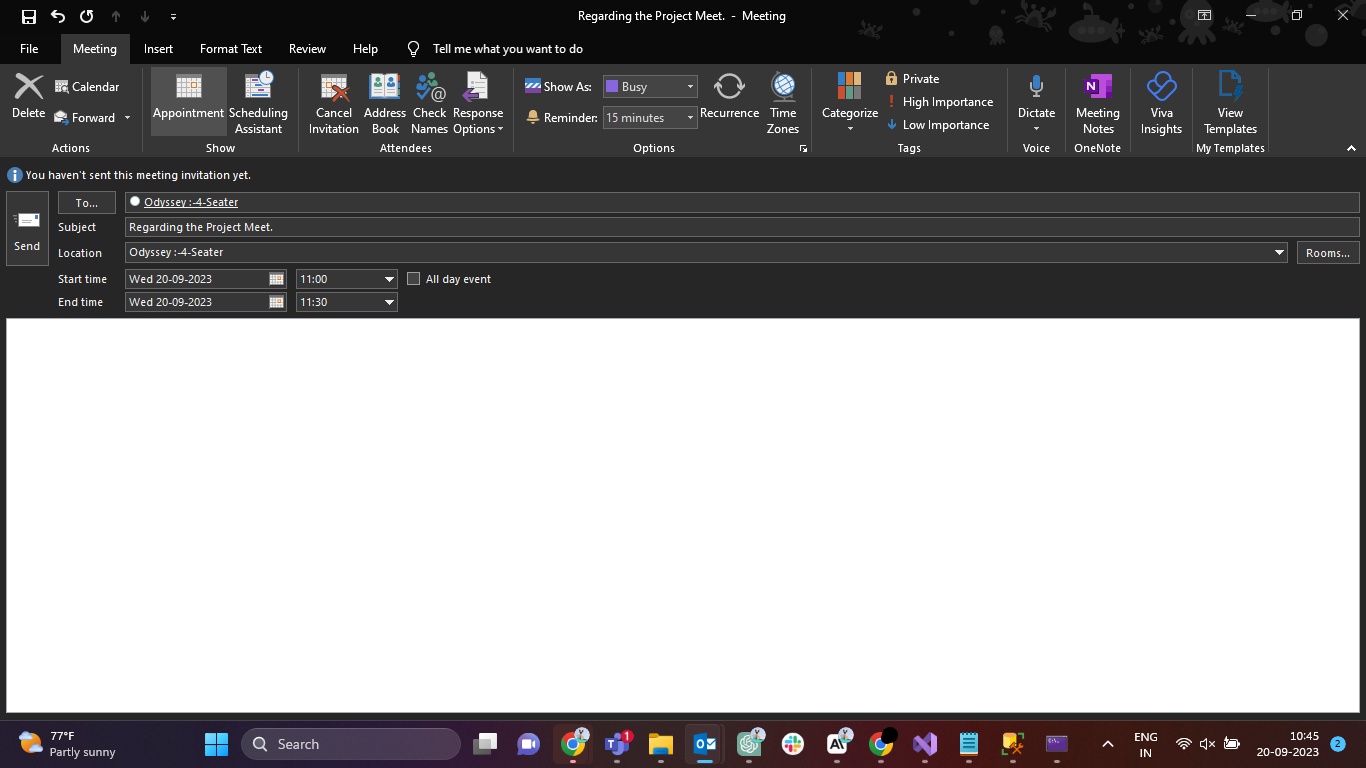 Regarding the Project Meet.  -  Meeting
File Meeting Insert Format Text Review Help Tell me what you want to do
Delete
Calendar
Forward
Actions
Appointment
Scheduling
Assistant
Show
Cancel
Invitation
Address
Book
Check
Names
Response
Options
Attendees
Show As: Busy
Reminder: 15 minutes
Recurrence
Time
Zones
Options
Categorize
Private
High Importance
Low Importance
Tags
Dictate
Voice
Meeting
Notes
OneNote
Viva
Insights
View
Templates
My Templates
You haven't sent this meeting invitation yet.
Send
To... Odyssey :-4-Seater
Subject Regarding the Project Meet.
Location Odyssey :-4-Seater Rooms...
Start time Wed 20-09-2023 11:00 All day event
End time Wed 20-09-2023 11:30
77°F
Partly sunny
Search
1
ENG
IN
10:45
20-09-2023
2